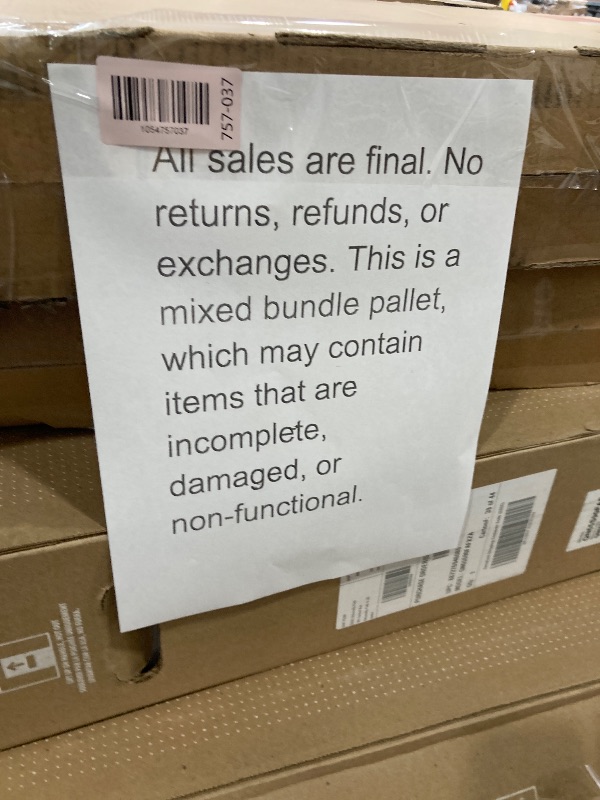 1054757037
757-037
All sales are final. No
returns, refunds, or
exchanges. This is a
mixed bundle pallet,
which may contain
items that are
incomplete,
damaged, or
non-functional.